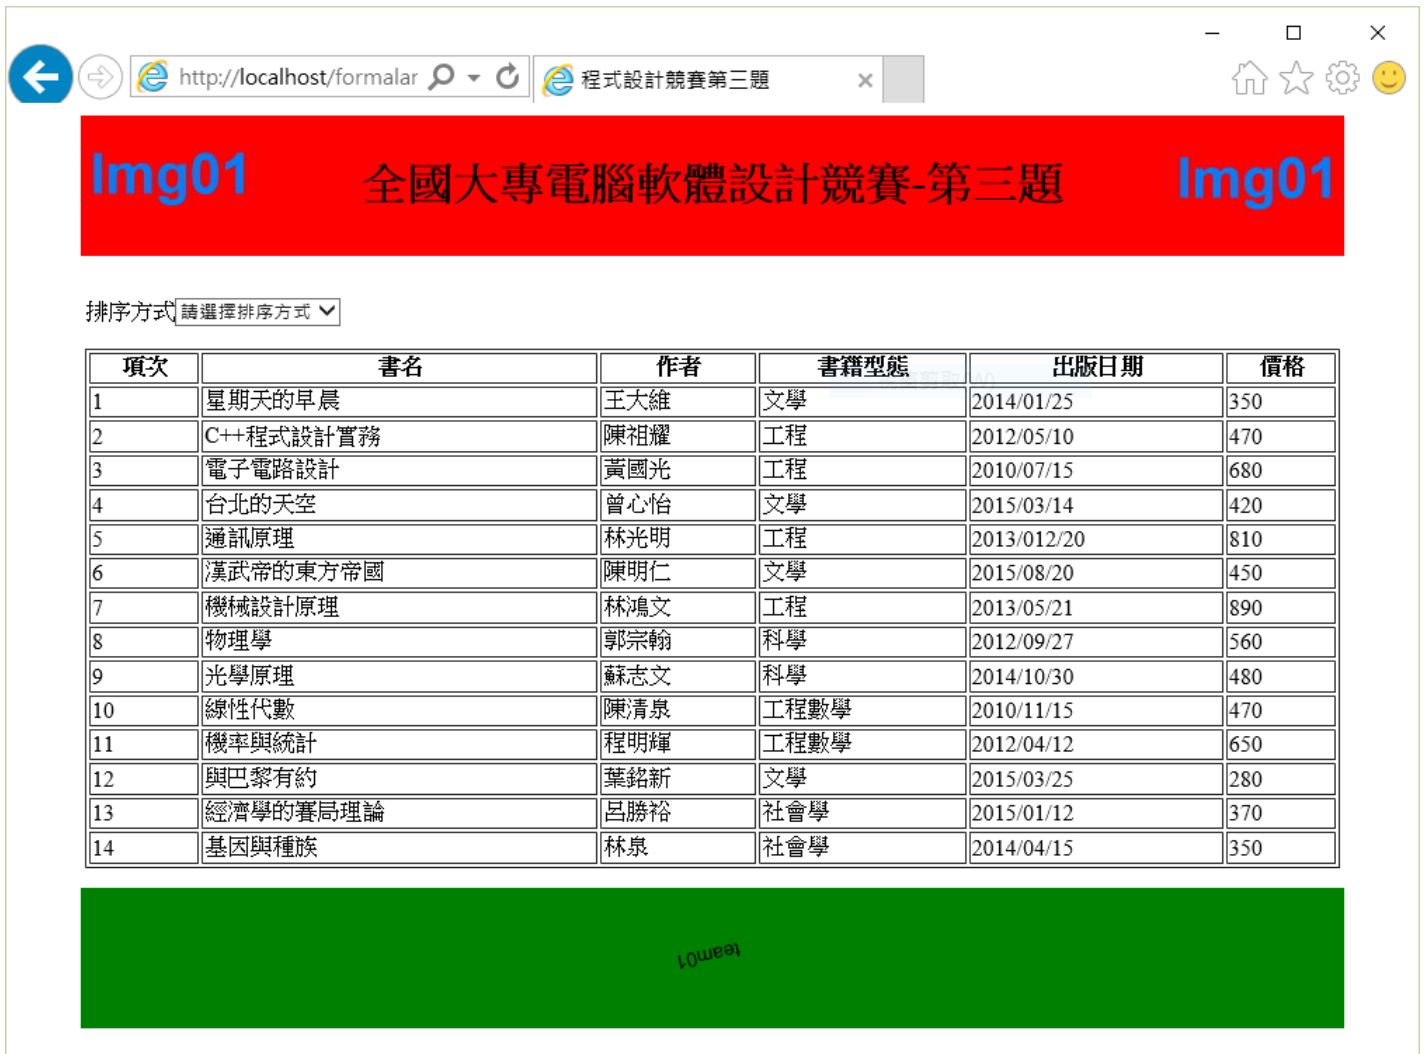 http://localhost/formalar 程式設計競賽第三題
Img01 全國大專電腦軟體設計競賽-第三題 Img01
排序方式 請選擇排序方式
項次 書名 作者 書籍型態 出版日期 價格
1 星期天的早晨 王大維 文學 2014/01/25 350
2 C++程式設計實務 陳祖耀 工程 2012/05/10 470
3 電子電路設計 黃國光 工程 2010/07/15 680
4 台北的天空 曾心怡 文學 2015/03/14 420
5 通訊原理 林光明 工程 2013/012/20 810
6 漢武帝的東方帝國 陳明仁 文學 2015/08/20 450
7 機械設計原理 林鴻文 工程 2013/05/21 890
8 物理學 郭宗翰 科學 2012/09/27 560
9 光學原理 蘇志文 科學 2014/10/30 480
10 線性代數 陳清泉 工程數學 2010/11/15 470
11 機率與統計 程明輝 工程數學 2012/04/12 650
12 與巴黎有約 葉銘新 文學 2015/03/25 280
13 經濟學的賽局理論 呂勝裕 社會學 2015/01/12 370
14 基因與種族 林泉 社會學 2014/04/15 350
team01